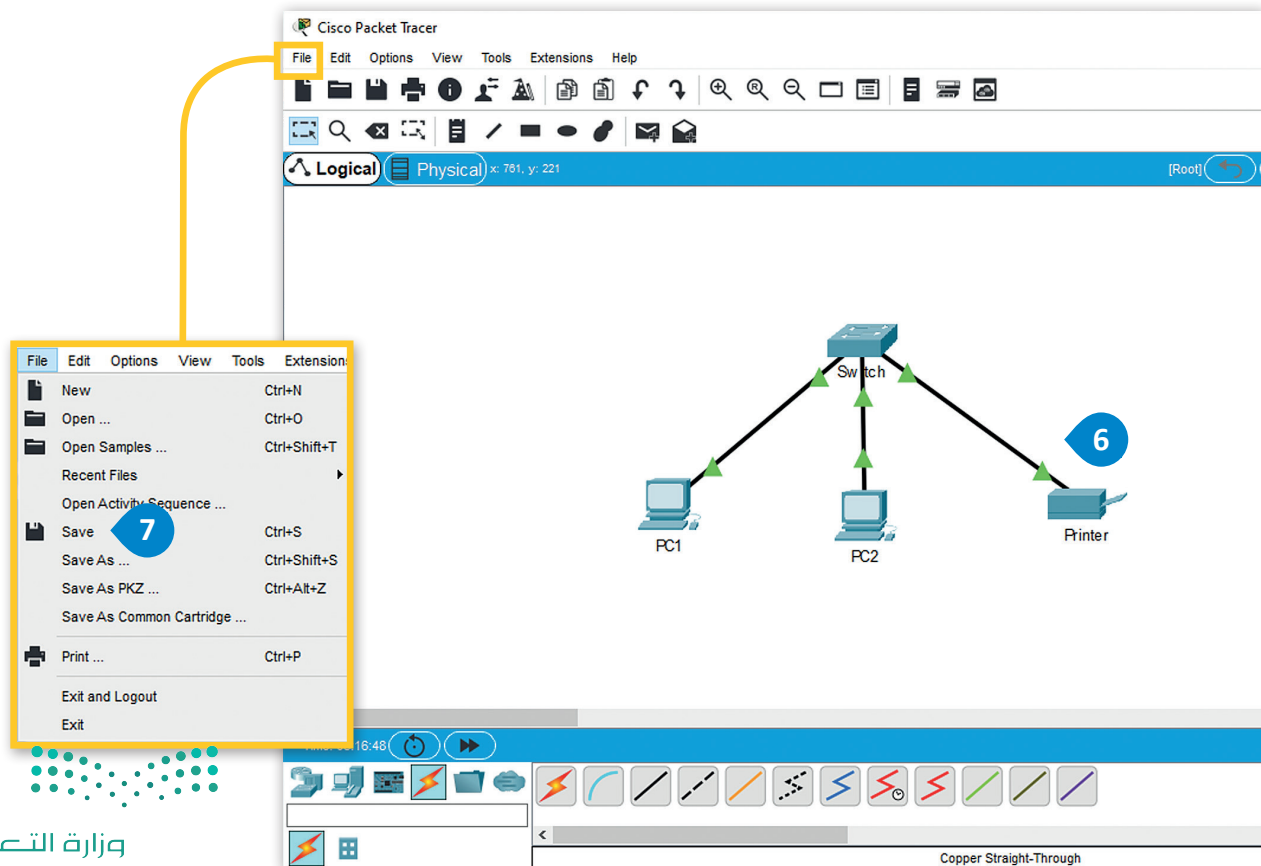 Cisco Packet Tracer
File Edit Options View Tools Extensions Help
Logical Physical x: 761, y: 221 [Root]
Switch
6
PC1
PC2
Printer
File Edit Options View Tools Extension
New Ctrl+N
Open ... Ctrl+O
Open Samples ... Ctrl+Shift+T
Recent Files
Open Activity Sequence ...
Save 7 Ctrl+S
Save As ... Ctrl+Shift+S
Save As PKZ ... Ctrl+Alt+Z
Save As Common Cartridge ...
Print ... Ctrl+P
Exit and Logout
Exit
16:48
Copper Straight-Through
وزارة التـ